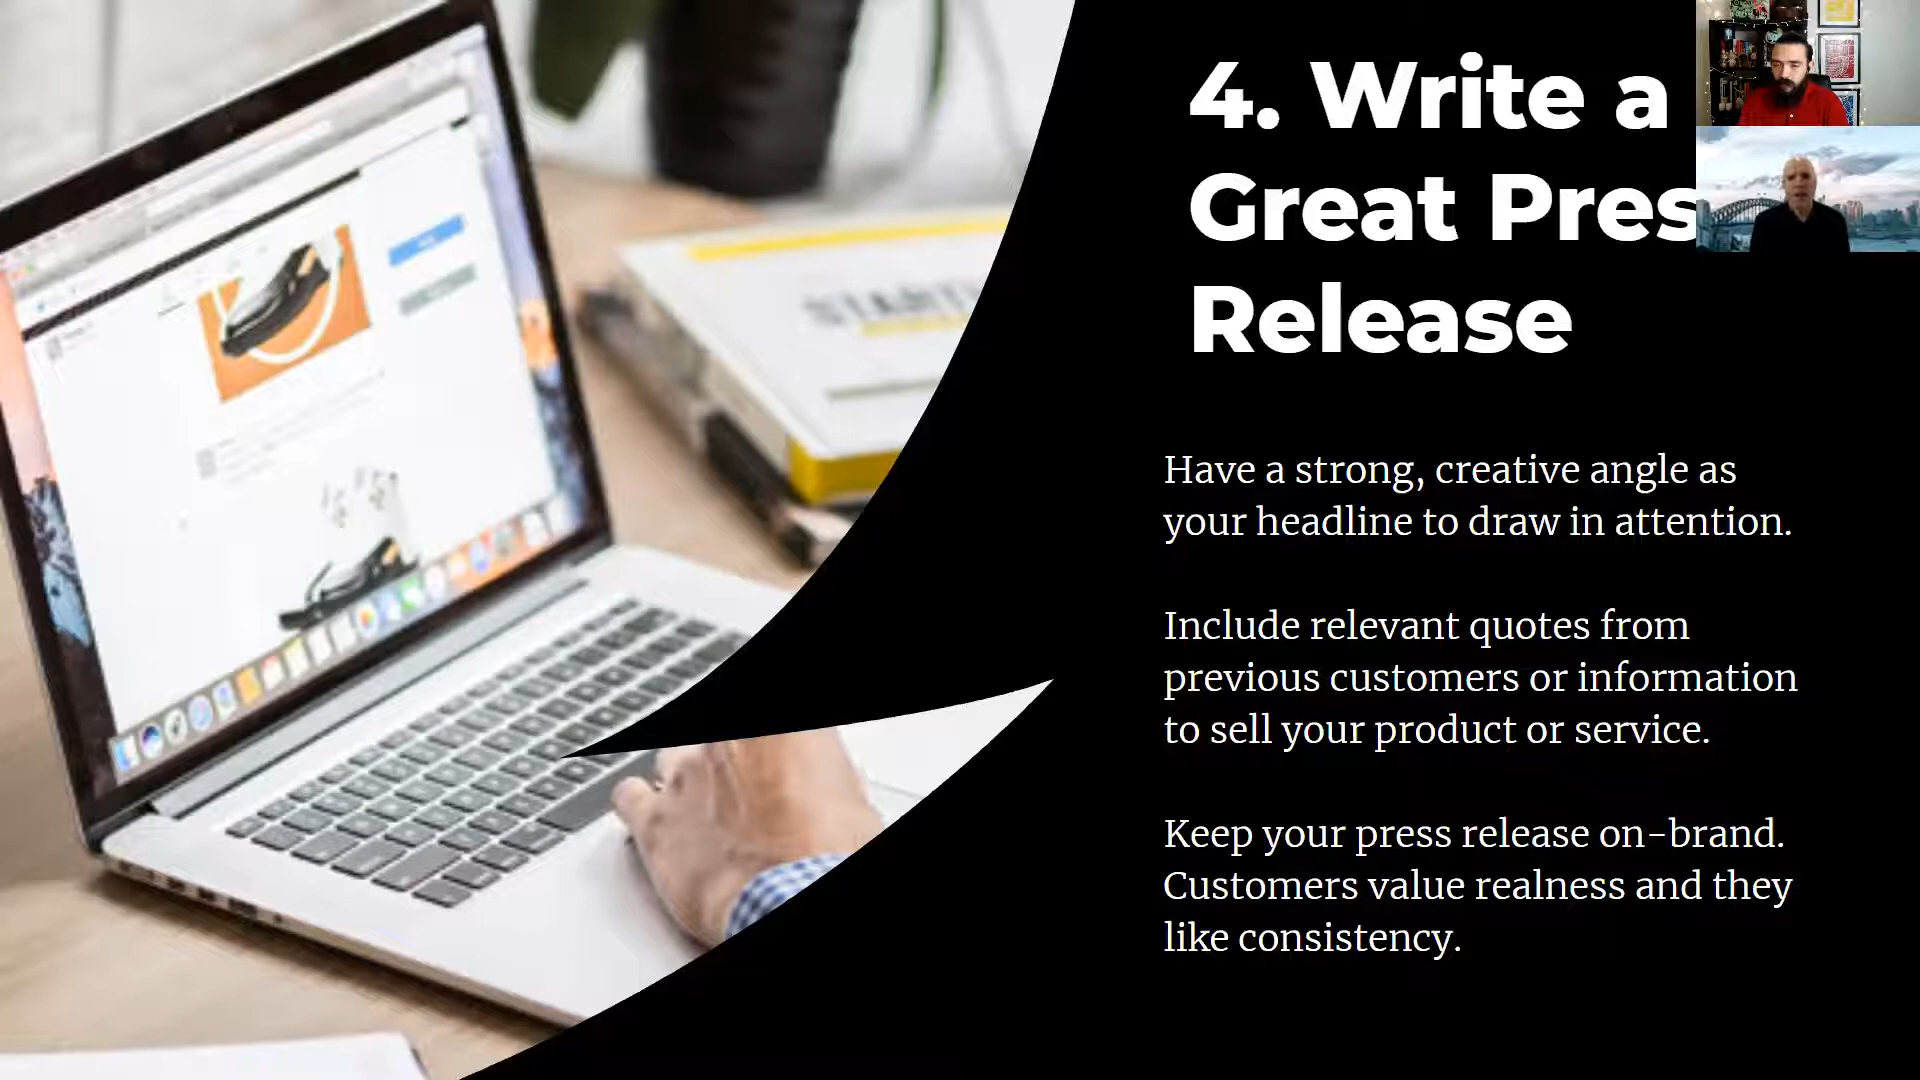 4. Write a
Great Pres
Release
Have a strong, creative angle as
your headline to draw in attention.
Include relevant quotes from
previous customers or information
to sell your product or service.
Keep your press release on-brand.
Customers value realness and they
like consistency.